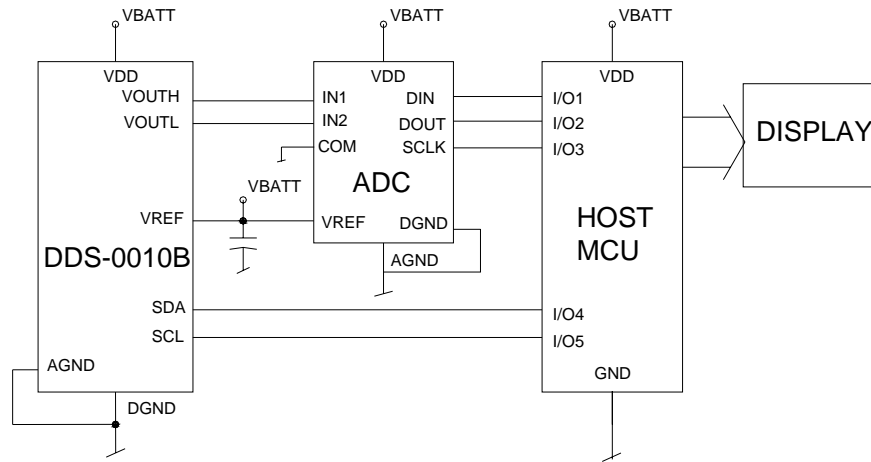 VBATT
VBATT
VBATT
VDD
VOUTH
VOUTL
VREF
DDS-0010B
SDA
SCL
AGND
DGND
VBATT
VDD
IN1
IN2
COM
DIN
DOUT
SCLK
ADC
VREF
DGND
AGND
VDD
I/O1
I/O2
I/O3
HOST
MCU
I/O4
I/O5
GND
DISPLAY